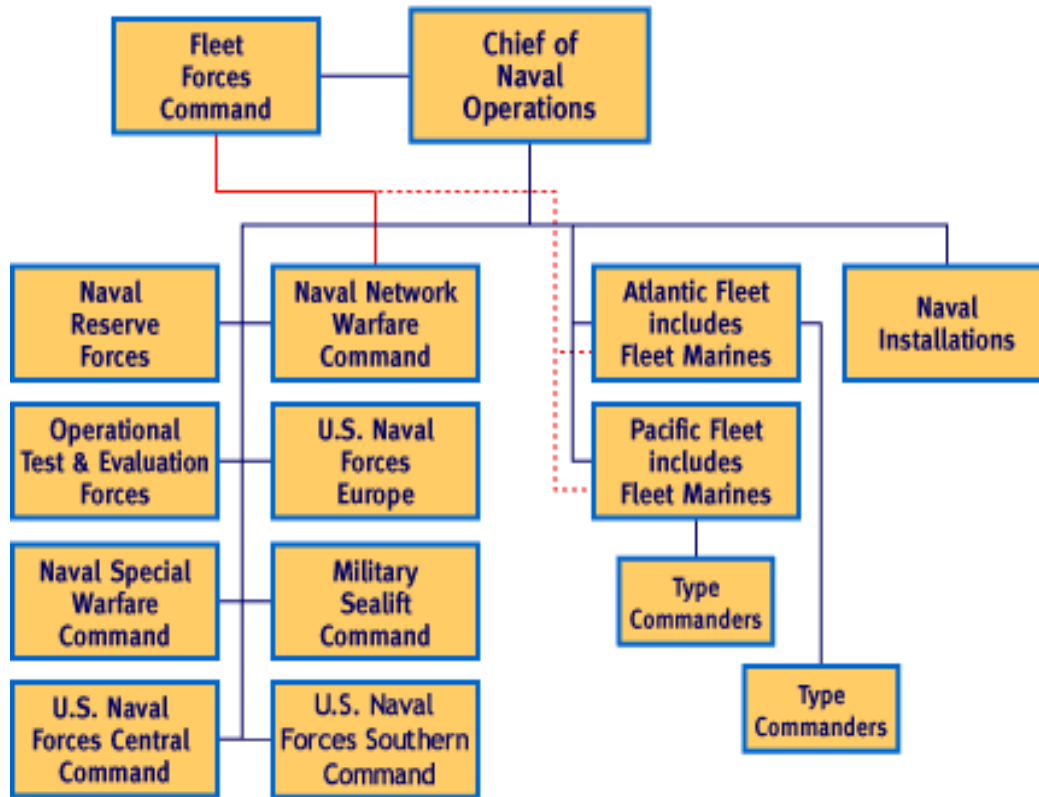 Fleet
Forces
Command
Chief of
Naval
Operations
Naval
Reserve
Forces
Naval Network
Warfare
Command
Atlantic Fleet
includes
Fleet Marines
Naval
Installations
Operational
Test & Evaluation
Forces
U.S. Naval
Forces
Europe
Pacific Fleet
includes
Fleet Marines
Naval Special
Warfare
Command
Military
Sealift
Command
Type
Commanders
U.S. Naval
Forces Central
Command
U.S. Naval
Forces Southern
Command
Type
Commanders